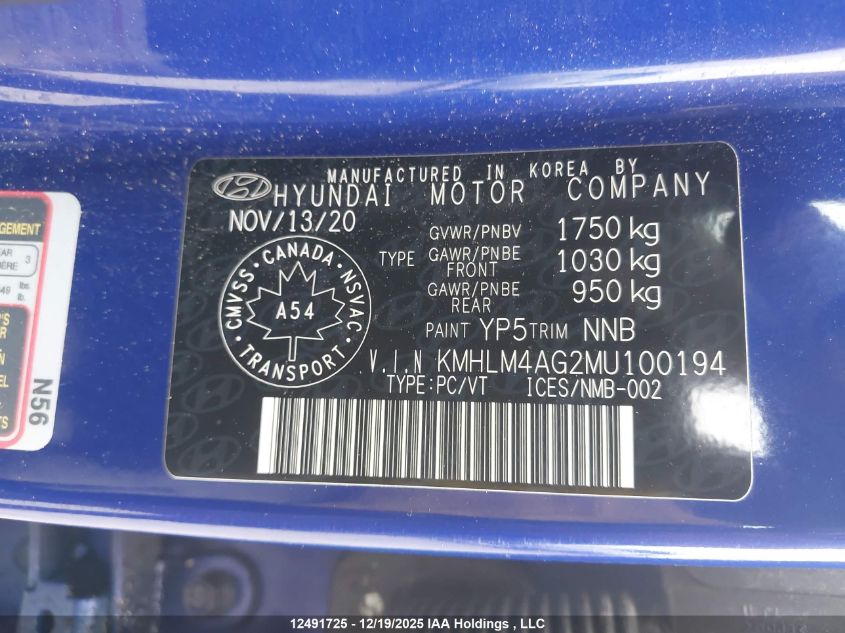 MANUFACTURED IN KOREA BY
HYUNDAI MOTOR COMPANY
NOV/13/20
GVWR/PNBV 1750 kg
TYPE GAWR/PNBE FRONT 1030 kg
GAWR/PNBE REAR 950 kg
CMVSS · CANADA · NSVAC
A54
· TRANSPORT ·
PAINT YP5 TRIM NNB
V.I.N KMHLM4AG2MU100194
TYPE:PC/VT ICES/NMB-002
N56
3
12491725 - 12/19/2025 IAA Holdings , LLC